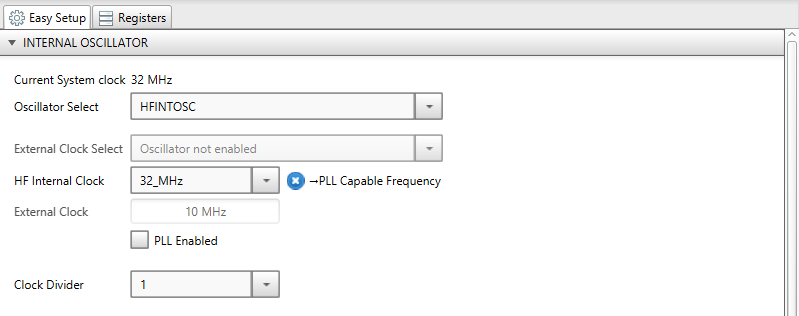 Easy Setup Registers
INTERNAL OSCILLATOR
Current System clock 32 MHz
Oscillator Select HFINTOSC
External Clock Select Oscillator not enabled
HF Internal Clock 32_MHz →PLL Capable Frequency
External Clock 10 MHz
PLL Enabled
Clock Divider 1